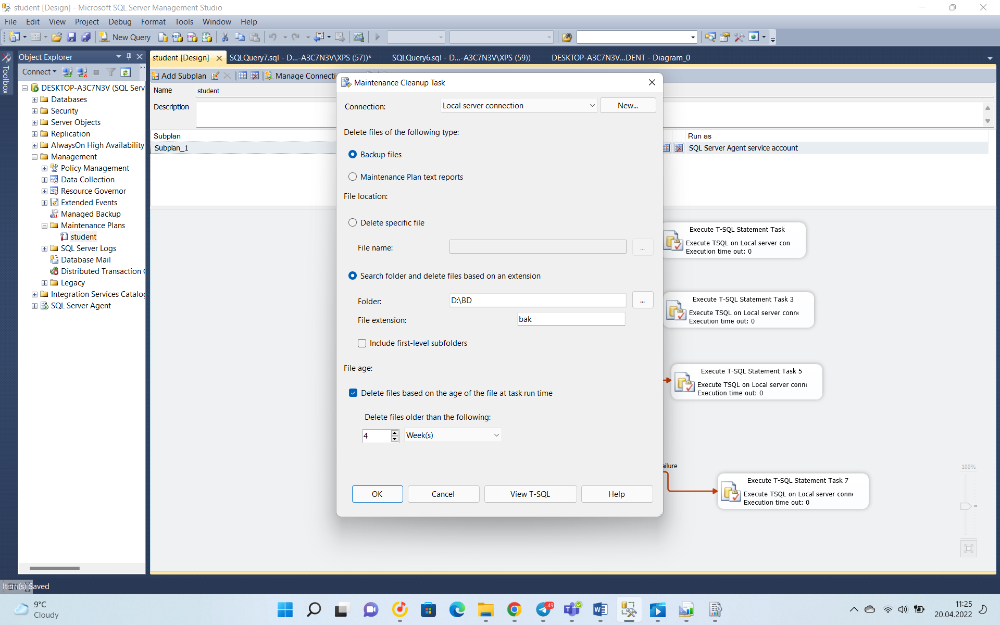 student [Design] - Microsoft SQL Server Management Studio
File Edit View Project Debug Format Tools Window Help
New Query
Toolbox
Object Explorer
Connect
DESKTOP-A3C7N3V (SQL Serv
Databases
Security
Server Objects
Replication
AlwaysOn High Availability
Management
Policy Management
Data Collection
Resource Governor
Extended Events
Managed Backup
Maintenance Plans
student
SQL Server Logs
Database Mail
Distributed Transaction
Legacy
Integration Services Catalog
SQL Server Agent
student [Design] SQLQuery7.sql - D...-A3C7N3V\XPS (57))* SQLQuery6.sql - D...-A3C7N3V\XPS (59)) DESKTOP-A3C7N3V...DENT - Diagram_0
Add Subplan Manage Connecti
Name student
Description
Subplan Run as
Subplan_1 SQL Server Agent service account
Maintenance Cleanup Task
Connection: Local server connection New...
Delete files of the following type:
Backup files
Maintenance Plan text reports
File location:
Delete specific file
File name: ...
Search folder and delete files based on an extension
Folder: D:\BD ...
File extension: bak
Include first-level subfolders
File age:
Delete files based on the age of the file at task run time
Delete files older than the following:
4 Week(s)
OK Cancel View T-SQL Help
Execute T-SQL Statement Task
Execute TSQL on Local server con
Execution time out: 0
Execute T-SQL Statement Task 3
Execute TSQL on Local server conne
Execution time out: 0
Execute T-SQL Statement Task 5
Execute TSQL on Local server conne
Execution time out: 0
ailure
Execute T-SQL Statement Task 7
Execute TSQL on Local server conne
Execution time out: 0
100%
Item(s) Saved
9°C
Cloudy
49
11:25
20.04.2022